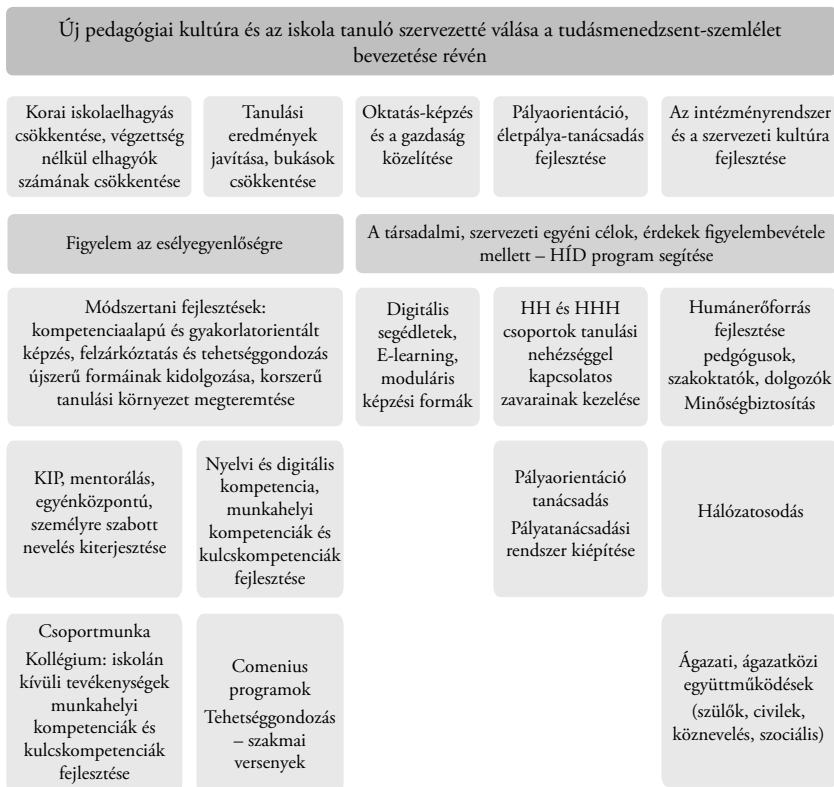 Új pedagógiai kultúra és az iskola tanuló szervezetté válása a tudásmenedzsent-szemlélet
bevezetése révén
Korai iskolaelhagyás
csökkentése, végzettség
nélkül elhagyók
számának csökkentése
Tanulási
eredmények
javítása, bukások
csökkentése
Oktatás-képzés
és a gazdaság
közelítése
Pályaorientáció,
életpálya-tanácsadás
fejlesztése
Az intézményrendszer
és a szervezeti kultúra
fejlesztése
Figyelem az esélyegyenlőségre
A társadalmi, szervezeti egyéni célok, érdekek figyelembevétele
mellett – HÍD program segítése
Módszertani fejlesztések:
kompetenciaalapú és gyakorlatorientált
képzés, felzárkóztatás és tehetséggondozás
újszerű formáinak kidolgozása, korszerű
tanulási környezet megteremtése
Digitális
segédletek,
E-learning,
moduláris
képzési formák
HH és HHH
csoportok tanulási
nehézséggel
kapcsolatos
zavarainak kezelése
Humánerőforrás
fejlesztése
pedgógusok,
szakoktatók, dolgozók
Minőségbiztosítás
KIP, mentorálás,
egyénközpontú,
személyre szabott
nevelés kiterjesztése
Nyelvi és digitális
kompetencia,
munkahelyi
kompetenciák és
kulcskompetenciák
fejlesztése
Pályaorientáció
tanácsadás
Pályatanácsadási
rendszer kiépítése
Hálózatosodás
Csoportmunka
Kollégium: iskolán
kívüli tevékenységek
munkahelyi
kompetenciák és
kulcskompetenciák
fejlesztése
Comenius
programok
Tehetséggondozás
– szakmai
versenyek
Ágazati, ágazatközi
együttműködések
(szülők, civilek,
köznevelés, szociális)